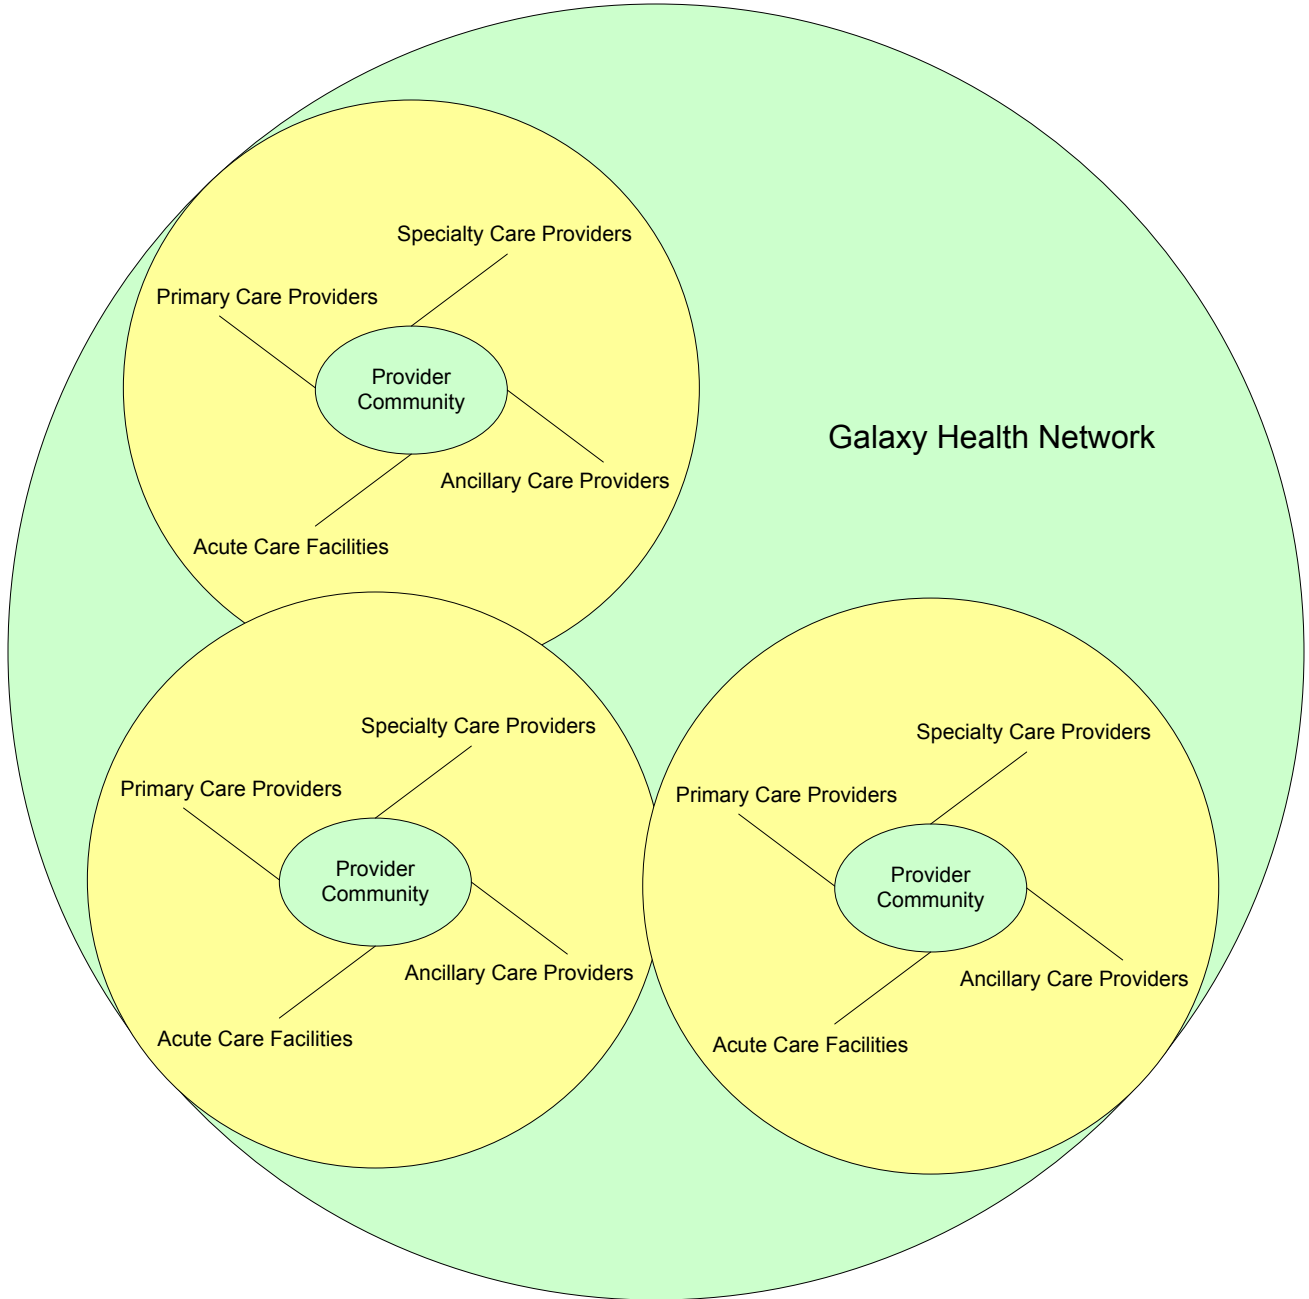 Specialty Care Providers
Primary Care Providers
Provider
Community
Galaxy Health Network
Ancillary Care Providers
Acute Care Facilities
Specialty Care Providers
Primary Care Providers
Provider
Community
Ancillary Care Providers
Acute Care Facilities
Specialty Care Providers
Primary Care Providers
Provider
Community
Ancillary Care Providers
Acute Care Facilities